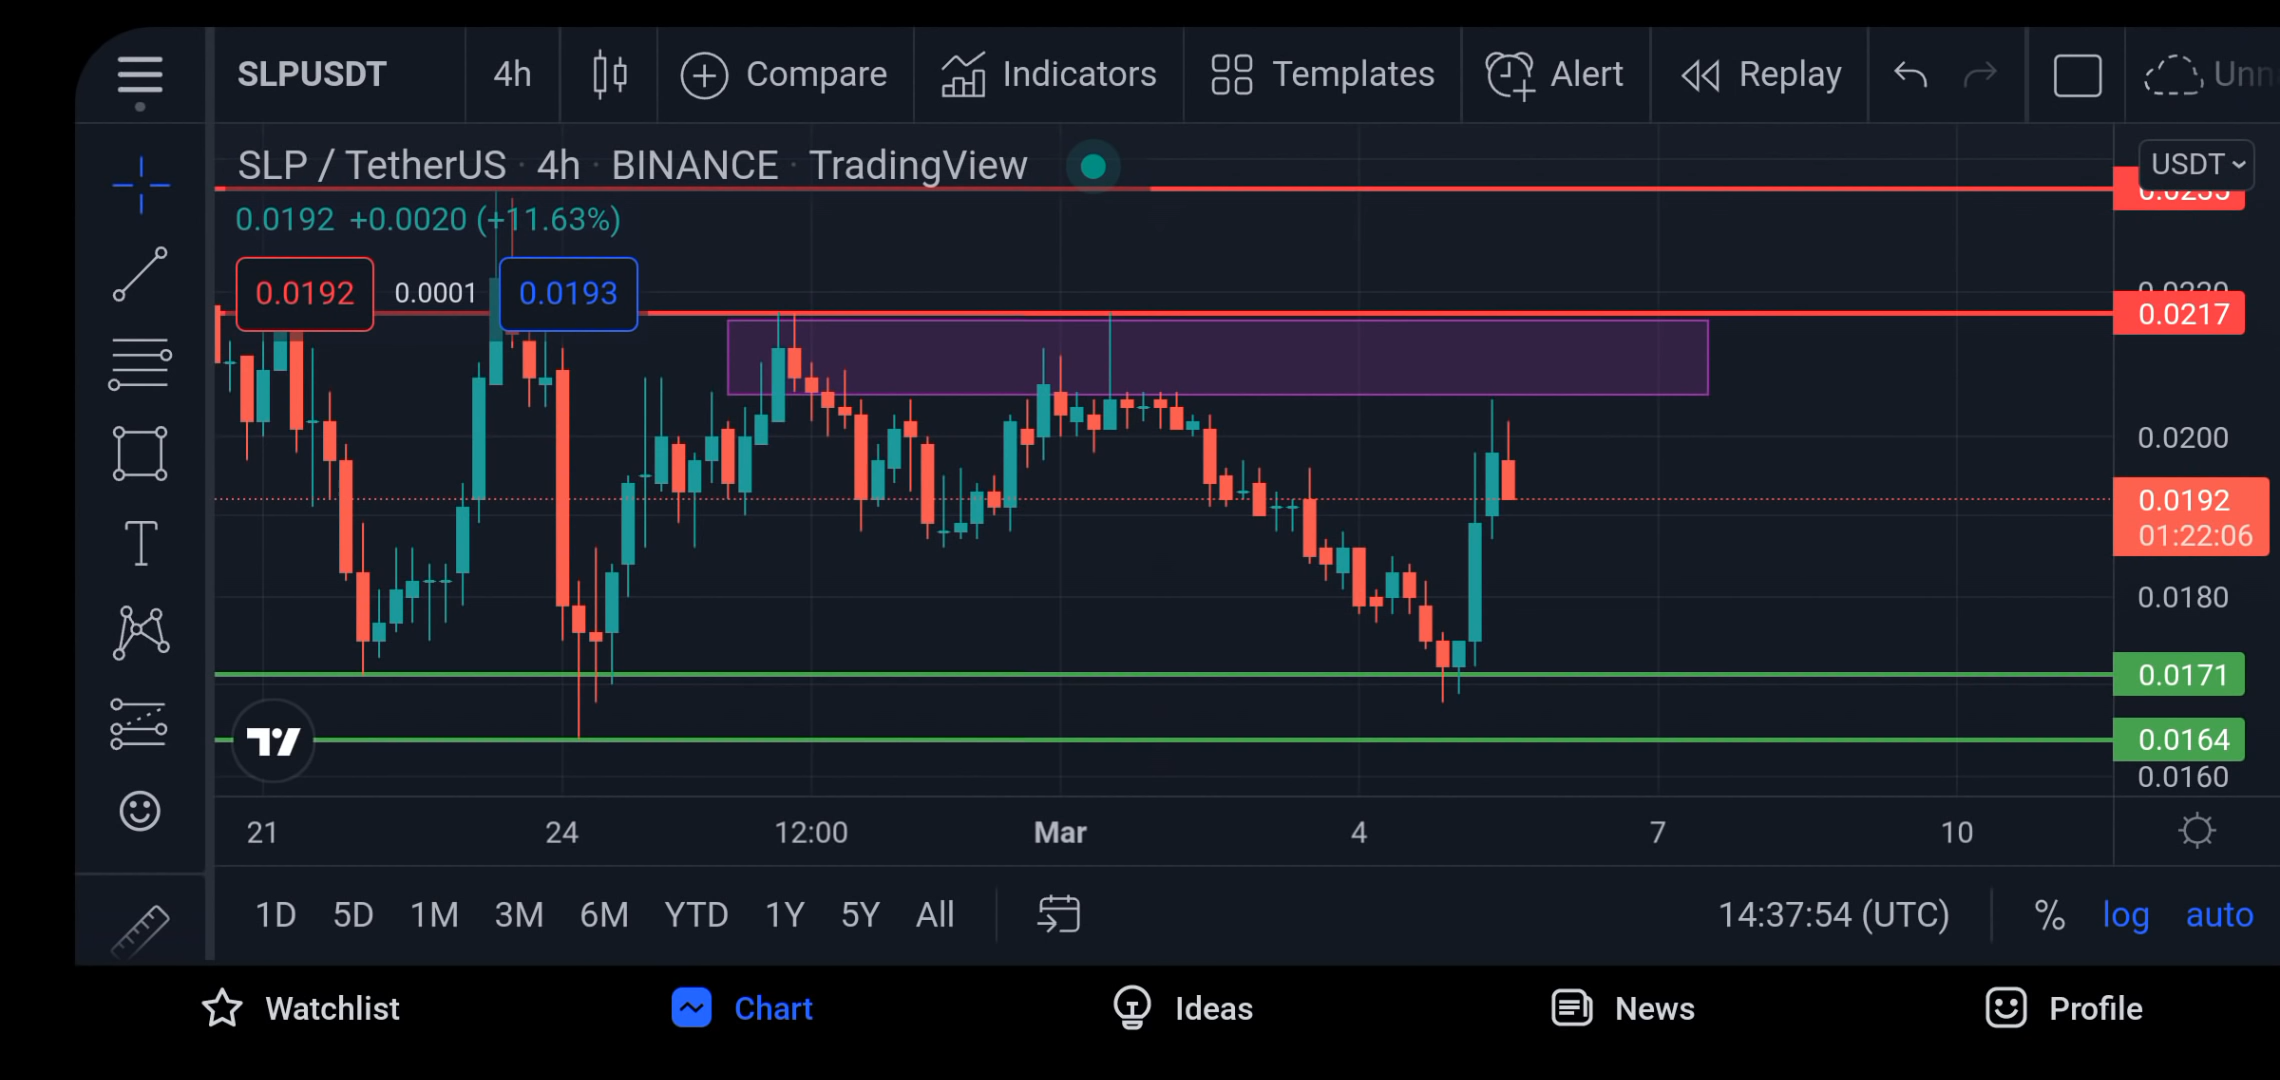 SLPUSDT 4h Compare Indicators Templates Alert Replay
SLP / TetherUS · 4h · BINANCE · TradingView
USDT
0.0192 +0.0020 (+11.63%)
0.0192 0.0001 0.0193
0.0217
0.0200
0.0192
01:22:06
0.0180
0.0171
0.0164
0.0160
21 24 12:00 Mar 4 7 10
1D 5D 1M 3M 6M YTD 1Y 5Y All 14:37:54 (UTC) % log auto
Watchlist Chart Ideas News Profile